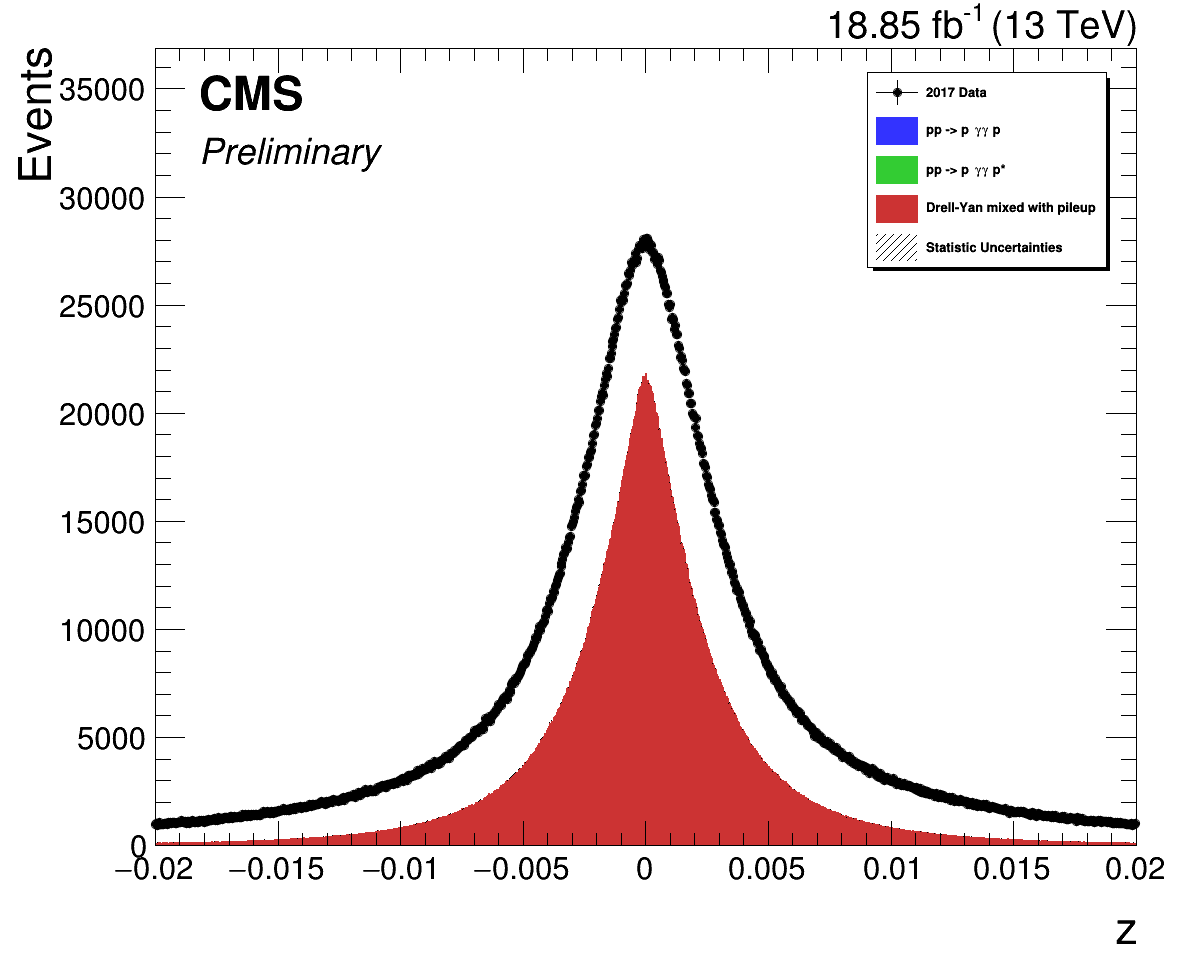 18.85 fb⁻¹ (13 TeV)
Events
CMS
Preliminary
2017 Data
pp -> p γγ p
pp -> p γγ p*
Drell-Yan mixed with pileup
Statistic Uncertainties
35000
30000
25000
20000
15000
10000
5000
0
−0.02 −0.015 −0.01 −0.005 0 0.005 0.01 0.015 0.02
z